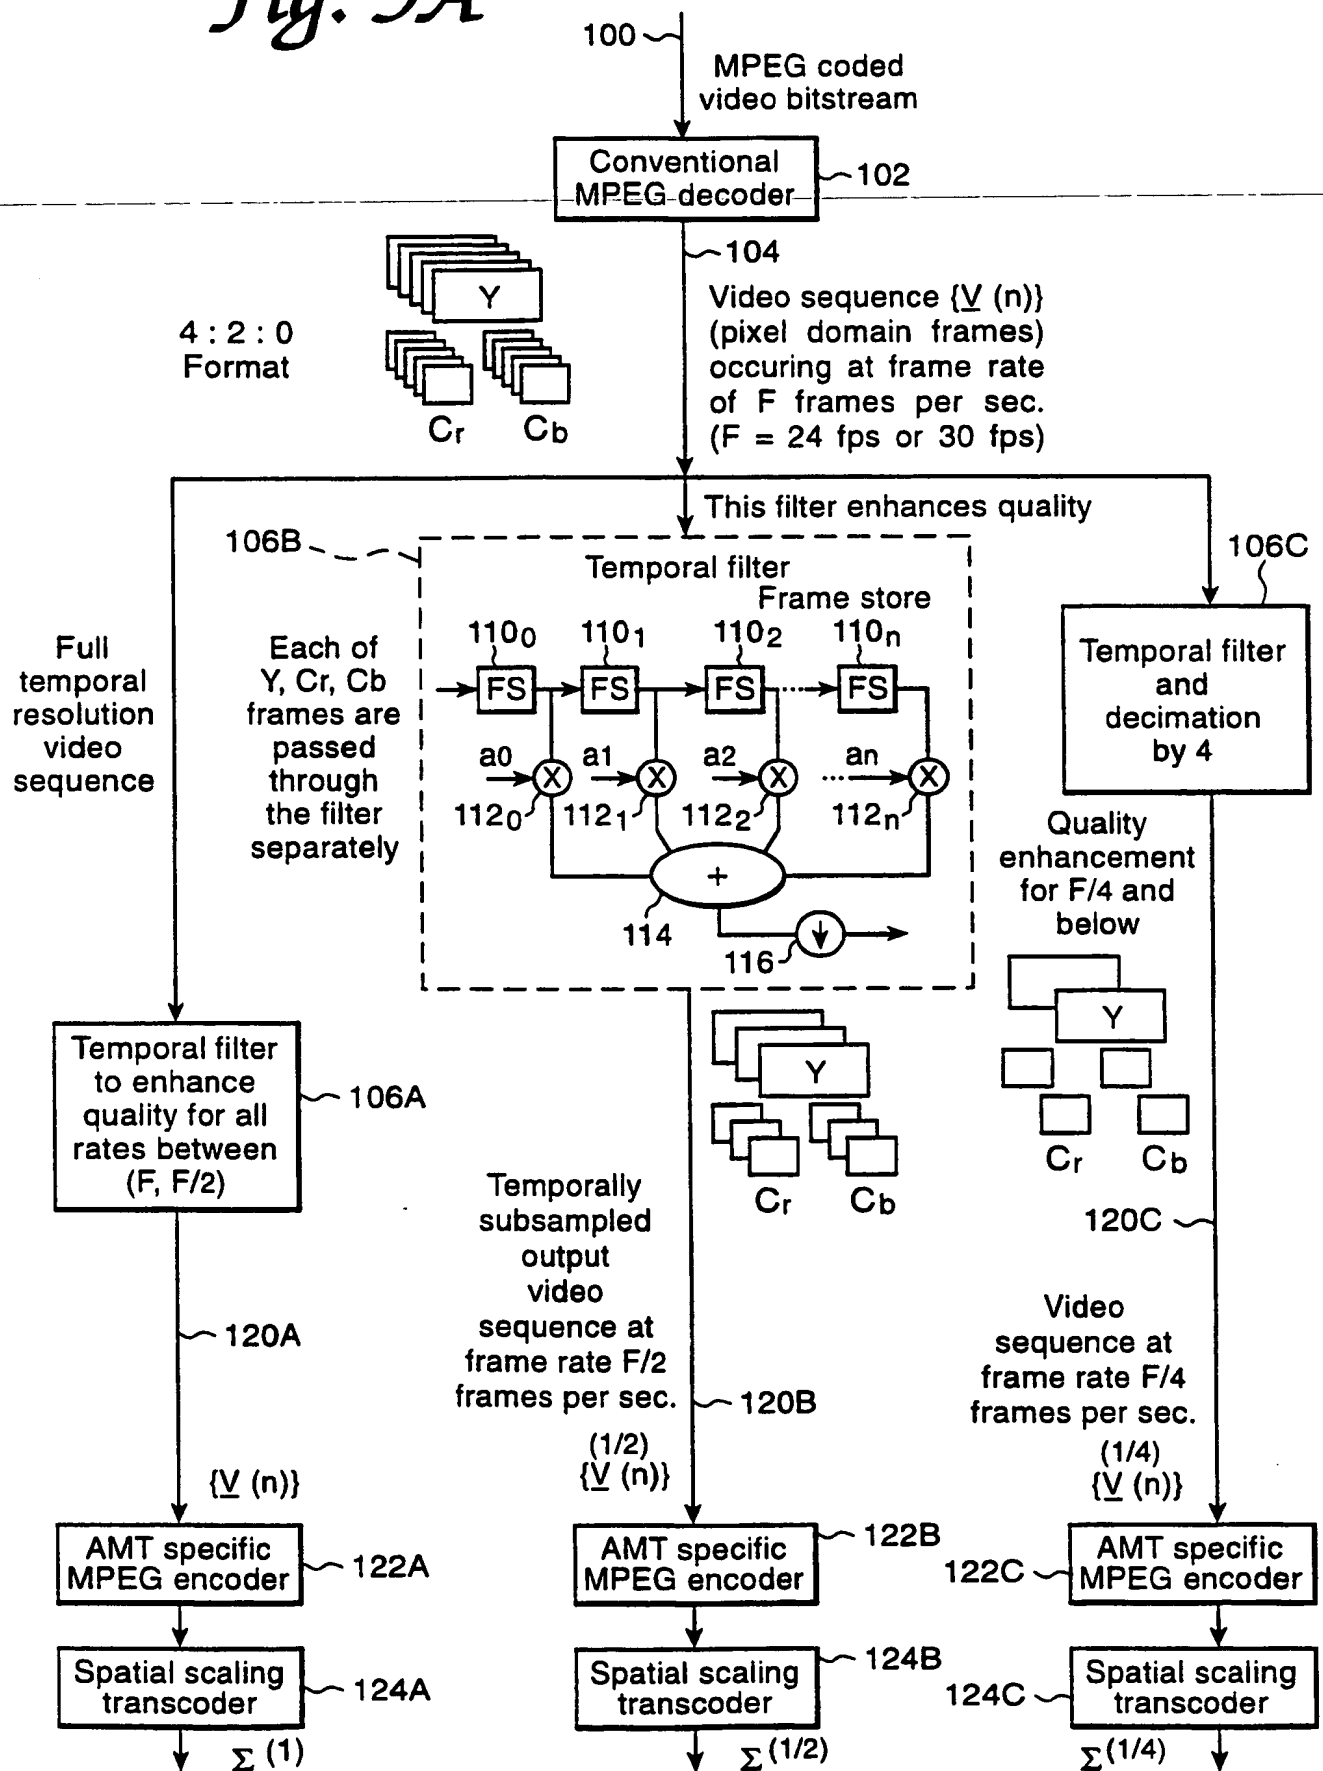 Fig. 5A
100
MPEG coded
video bitstream
Conventional
MPEG decoder
102
104
Y
4 : 2 : 0
Format
Cr
Cb
Video sequence {V (n)}
(pixel domain frames)
occuring at frame rate
of F frames per sec.
(F = 24 fps or 30 fps)
This filter enhances quality
106B
106C
Temporal filter
Frame store
110₀
110₁
110₂
110n
FS
FS
FS
FS
Full
temporal
resolution
video
sequence
Each of
Y, Cr, Cb
frames are
passed
through
the filter
separately
Temporal filter
and
decimation
by 4
a0
a1
a2
an
X
X
X
X
112₀
112₁
112₂
112n
+
114
116
Quality
enhancement
for F/4 and
below
Y
Cr
Cb
Temporal filter
to enhance
quality for all
rates between
(F, F/2)
106A
Y
Cr
Cb
Temporally
subsampled
output
video
sequence at
frame rate F/2
frames per sec.
120A
120B
120C
Video
sequence at
frame rate F/4
frames per sec.
{V (n)}
(1/2)
{V (n)}
(1/4)
{V (n)}
AMT specific
MPEG encoder
122A
AMT specific
MPEG encoder
122B
122C
AMT specific
MPEG encoder
Spatial scaling
transcoder
124A
Spatial scaling
transcoder
124B
124C
Spatial scaling
transcoder
Σ (1)
Σ (1/2)
Σ (1/4)